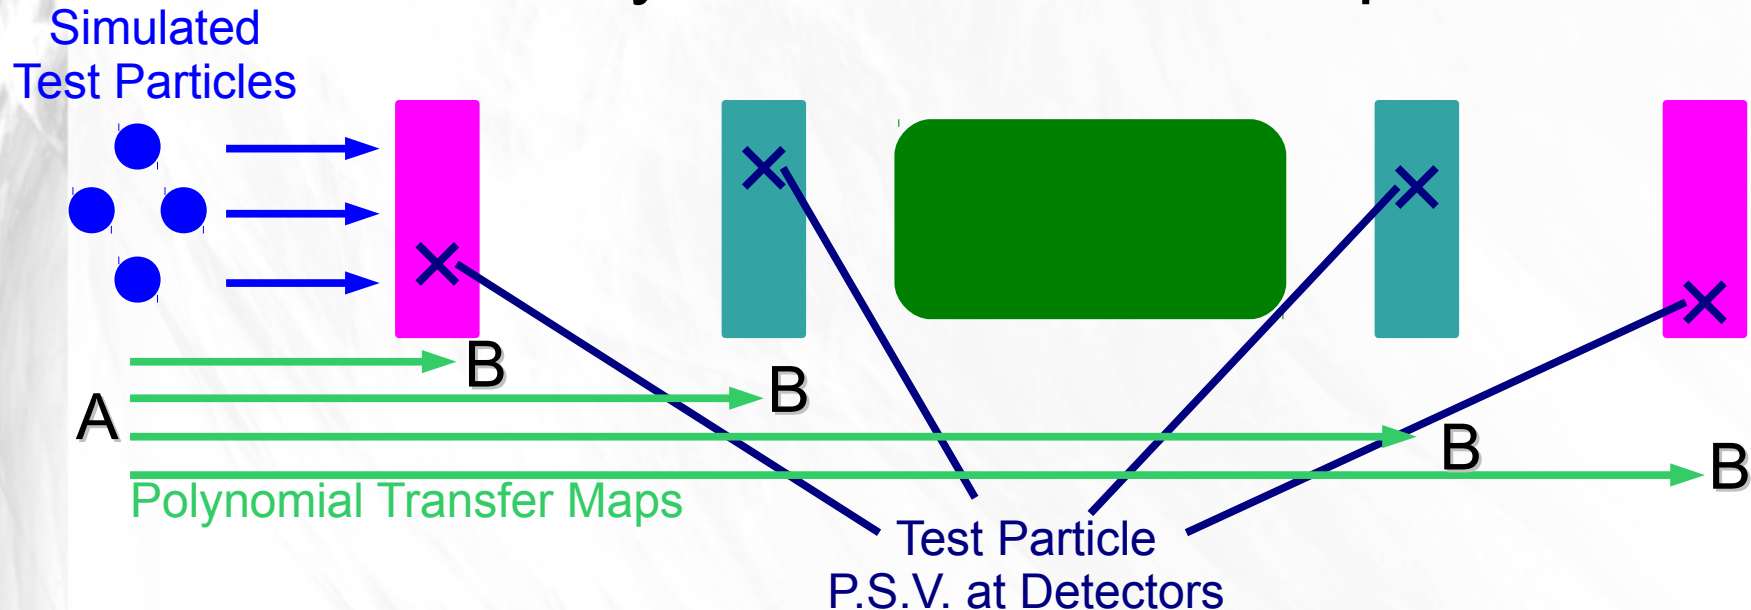 Simulated
Test Particles
B
B
A
B
B
Polynomial Transfer Maps
Test Particle
P.S.V. at Detectors